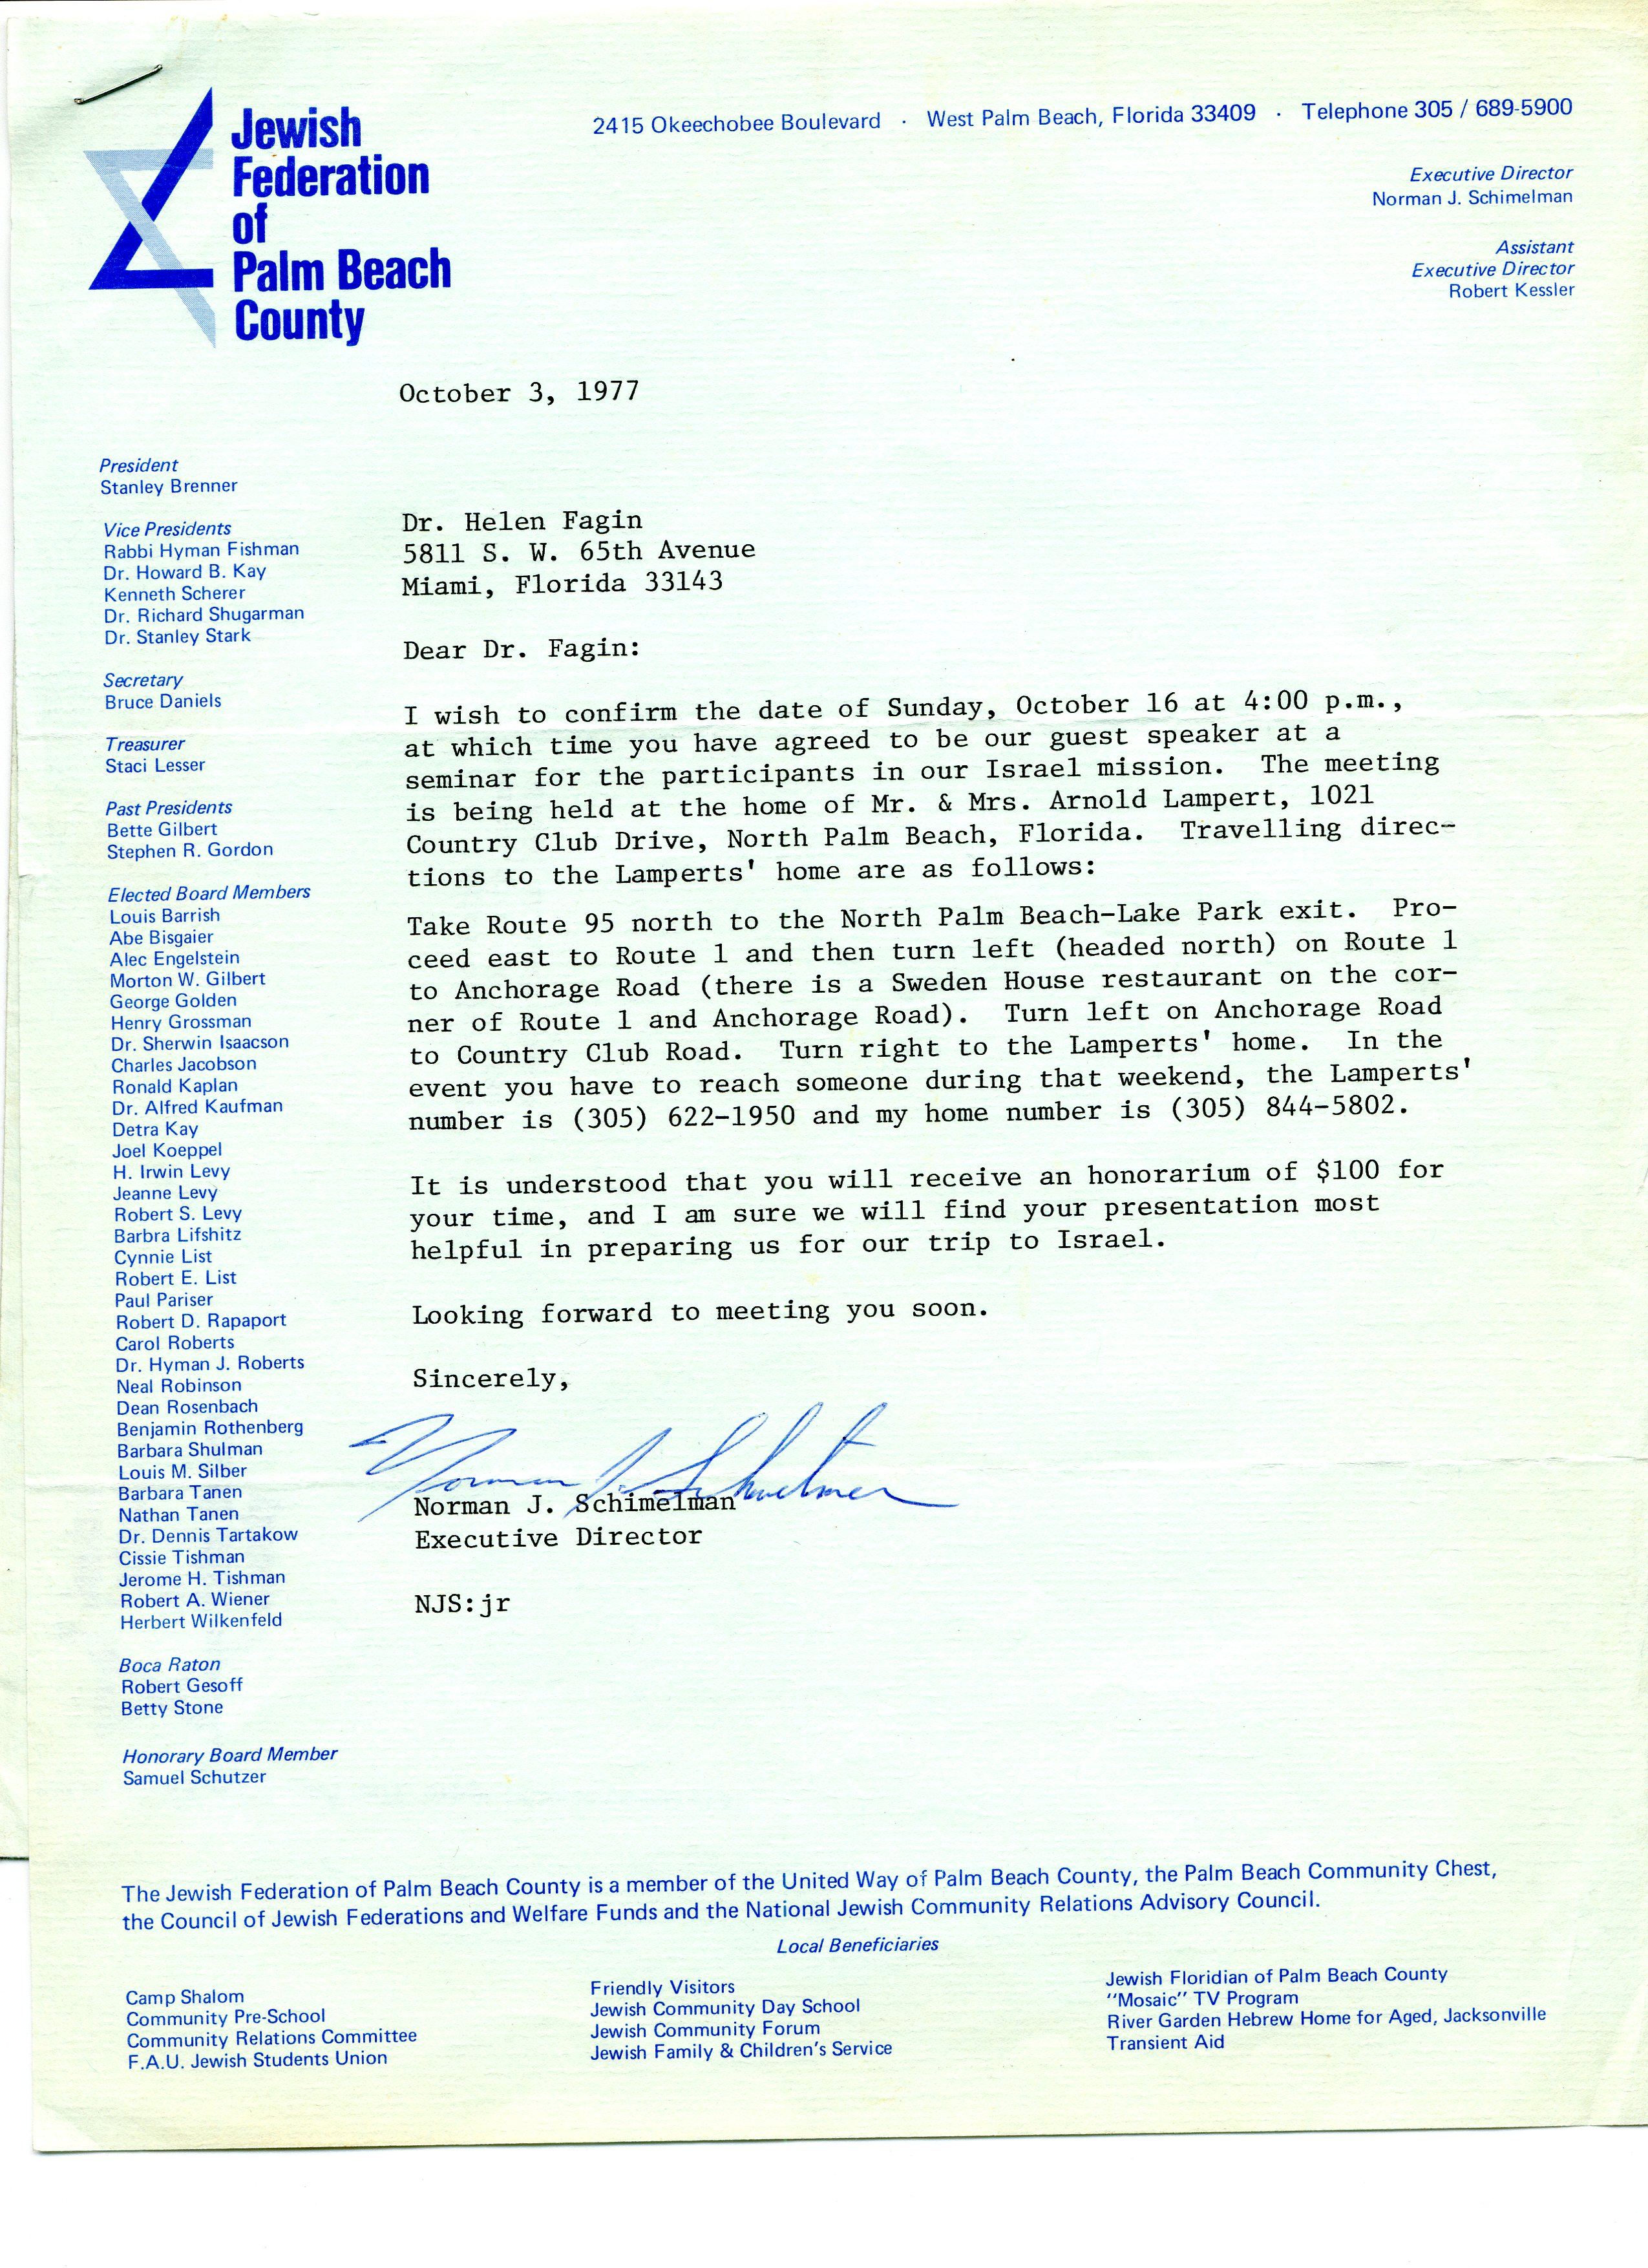 Jewish
Federation
of
Palm Beach
County
2415 Okeechobee Boulevard · West Palm Beach, Florida 33409 · Telephone 305 / 689-5900
Executive Director
Norman J. Schimelman
Assistant
Executive Director
Robert Kessler
October 3, 1977
President
Stanley Brenner
Vice Presidents
Rabbi Hyman Fishman
Dr. Howard B. Kay
Kenneth Scherer
Dr. Richard Shugarman
Dr. Stanley Stark
Secretary
Bruce Daniels
Treasurer
Staci Lesser
Past Presidents
Bette Gilbert
Stephen R. Gordon
Elected Board Members
Louis Barrish
Abe Bisgaier
Alec Engelstein
Morton W. Gilbert
George Golden
Henry Grossman
Dr. Sherwin Isaacson
Charles Jacobson
Ronald Kaplan
Dr. Alfred Kaufman
Detra Kay
Joel Koeppel
H. Irwin Levy
Jeanne Levy
Robert S. Levy
Barbra Lifshitz
Cynnie List
Robert E. List
Paul Pariser
Robert D. Rapaport
Carol Roberts
Dr. Hyman J. Roberts
Neal Robinson
Dean Rosenbach
Benjamin Rothenberg
Barbara Shulman
Louis M. Silber
Barbara Tanen
Nathan Tanen
Dr. Dennis Tartakow
Cissie Tishman
Jerome H. Tishman
Robert A. Wiener
Herbert Wilkenfeld
Boca Raton
Robert Gesoff
Betty Stone
Honorary Board Member
Samuel Schutzer
Dr. Helen Fagin
5811 S. W. 65th Avenue
Miami, Florida 33143
Dear Dr. Fagin:
I wish to confirm the date of Sunday, October 16 at 4:00 p.m.,
at which time you have agreed to be our guest speaker at a
seminar for the participants in our Israel mission. The meeting
is being held at the home of Mr. & Mrs. Arnold Lampert, 1021
Country Club Drive, North Palm Beach, Florida. Travelling direc-
tions to the Lamperts' home are as follows:
Take Route 95 north to the North Palm Beach-Lake Park exit. Pro-
ceed east to Route 1 and then turn left (headed north) on Route 1
to Anchorage Road (there is a Sweden House restaurant on the cor-
ner of Route 1 and Anchorage Road). Turn left on Anchorage Road
to Country Club Road. Turn right to the Lamperts' home. In the
event you have to reach someone during that weekend, the Lamperts'
number is (305) 622-1950 and my home number is (305) 844-5802.
It is understood that you will receive an honorarium of $100 for
your time, and I am sure we will find your presentation most
helpful in preparing us for our trip to Israel.
Looking forward to meeting you soon.
Sincerely,
Norman J. Schimelman
Norman J. Schimelman
Executive Director
NJS:jr
The Jewish Federation of Palm Beach County is a member of the United Way of Palm Beach County, the Palm Beach Community Chest,
the Council of Jewish Federations and Welfare Funds and the National Jewish Community Relations Advisory Council.
Local Beneficiaries
Camp Shalom
Community Pre-School
Community Relations Committee
F.A.U. Jewish Students Union
Friendly Visitors
Jewish Community Day School
Jewish Community Forum
Jewish Family & Children's Service
Jewish Floridian of Palm Beach County
"Mosaic" TV Program
River Garden Hebrew Home for Aged, Jacksonville
Transient Aid